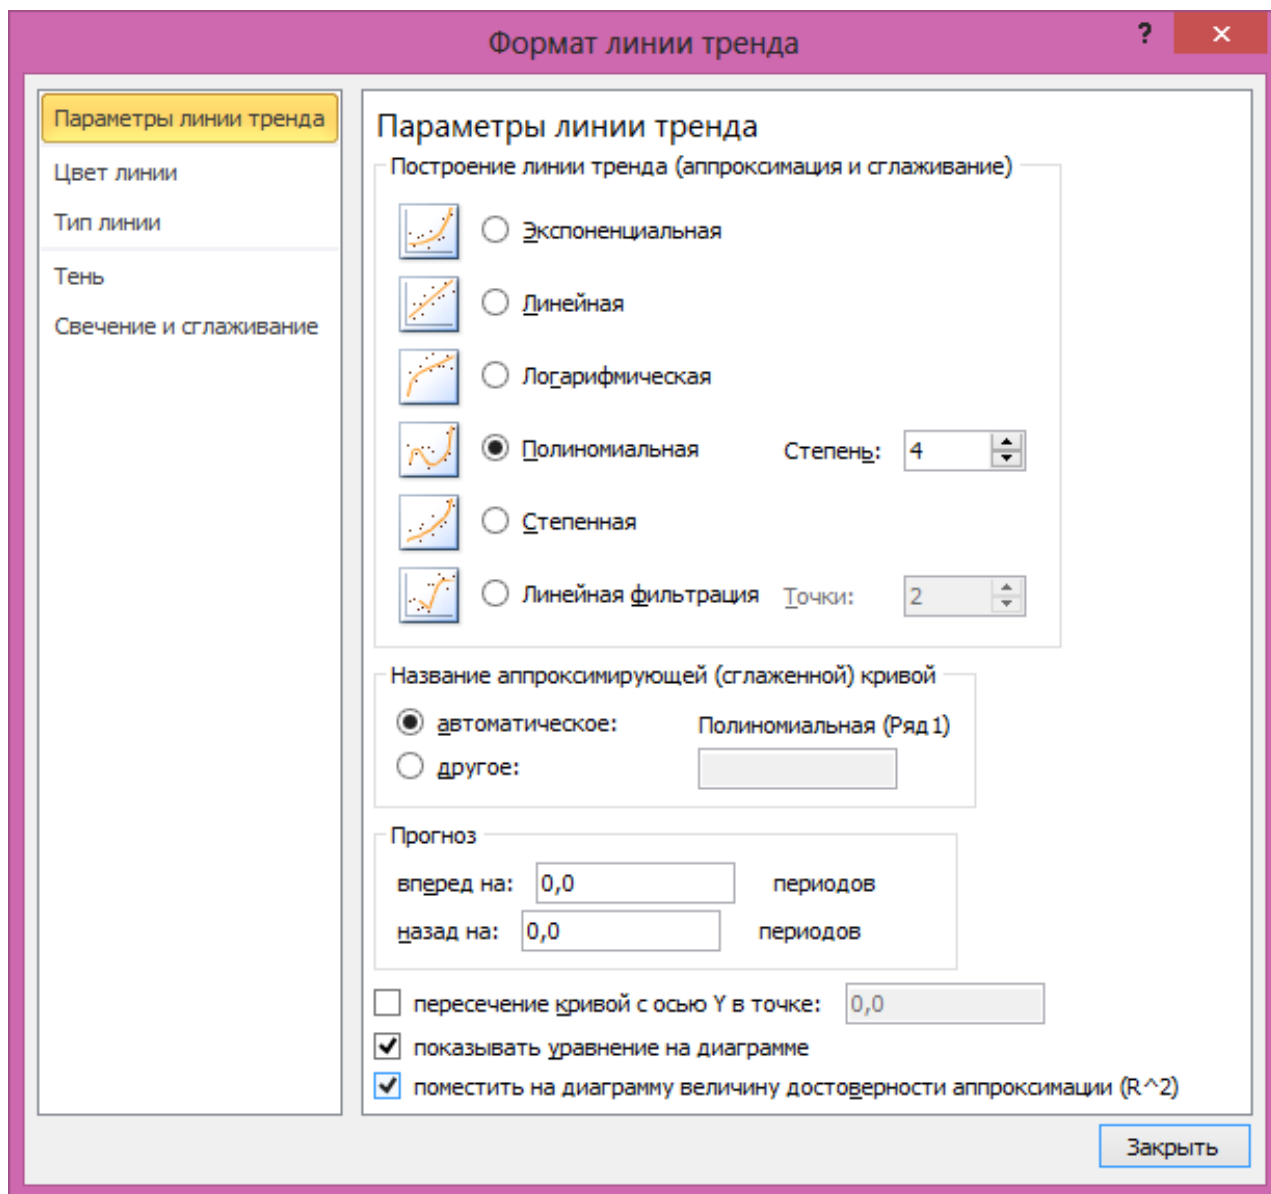 Формат линии тренда
?
Параметры линии тренда
Цвет линии
Тип линии
Тень
Свечение и сглаживание
Параметры линии тренда
Построение линии тренда (аппроксимация и сглаживание)
Экспоненциальная
Линейная
Логарифмическая
Полиномиальная Степень: 4
Степенная
Линейная фильтрация Точки: 2
Название аппроксимирующей (сглаженной) кривой
автоматическое: Полиномиальная (Ряд1)
другое:
Прогноз
вперед на: 0,0 периодов
назад на: 0,0 периодов
пересечение кривой с осью Y в точке: 0,0
показывать уравнение на диаграмме
поместить на диаграмму величину достоверности аппроксимации (R^2)
Закрыть